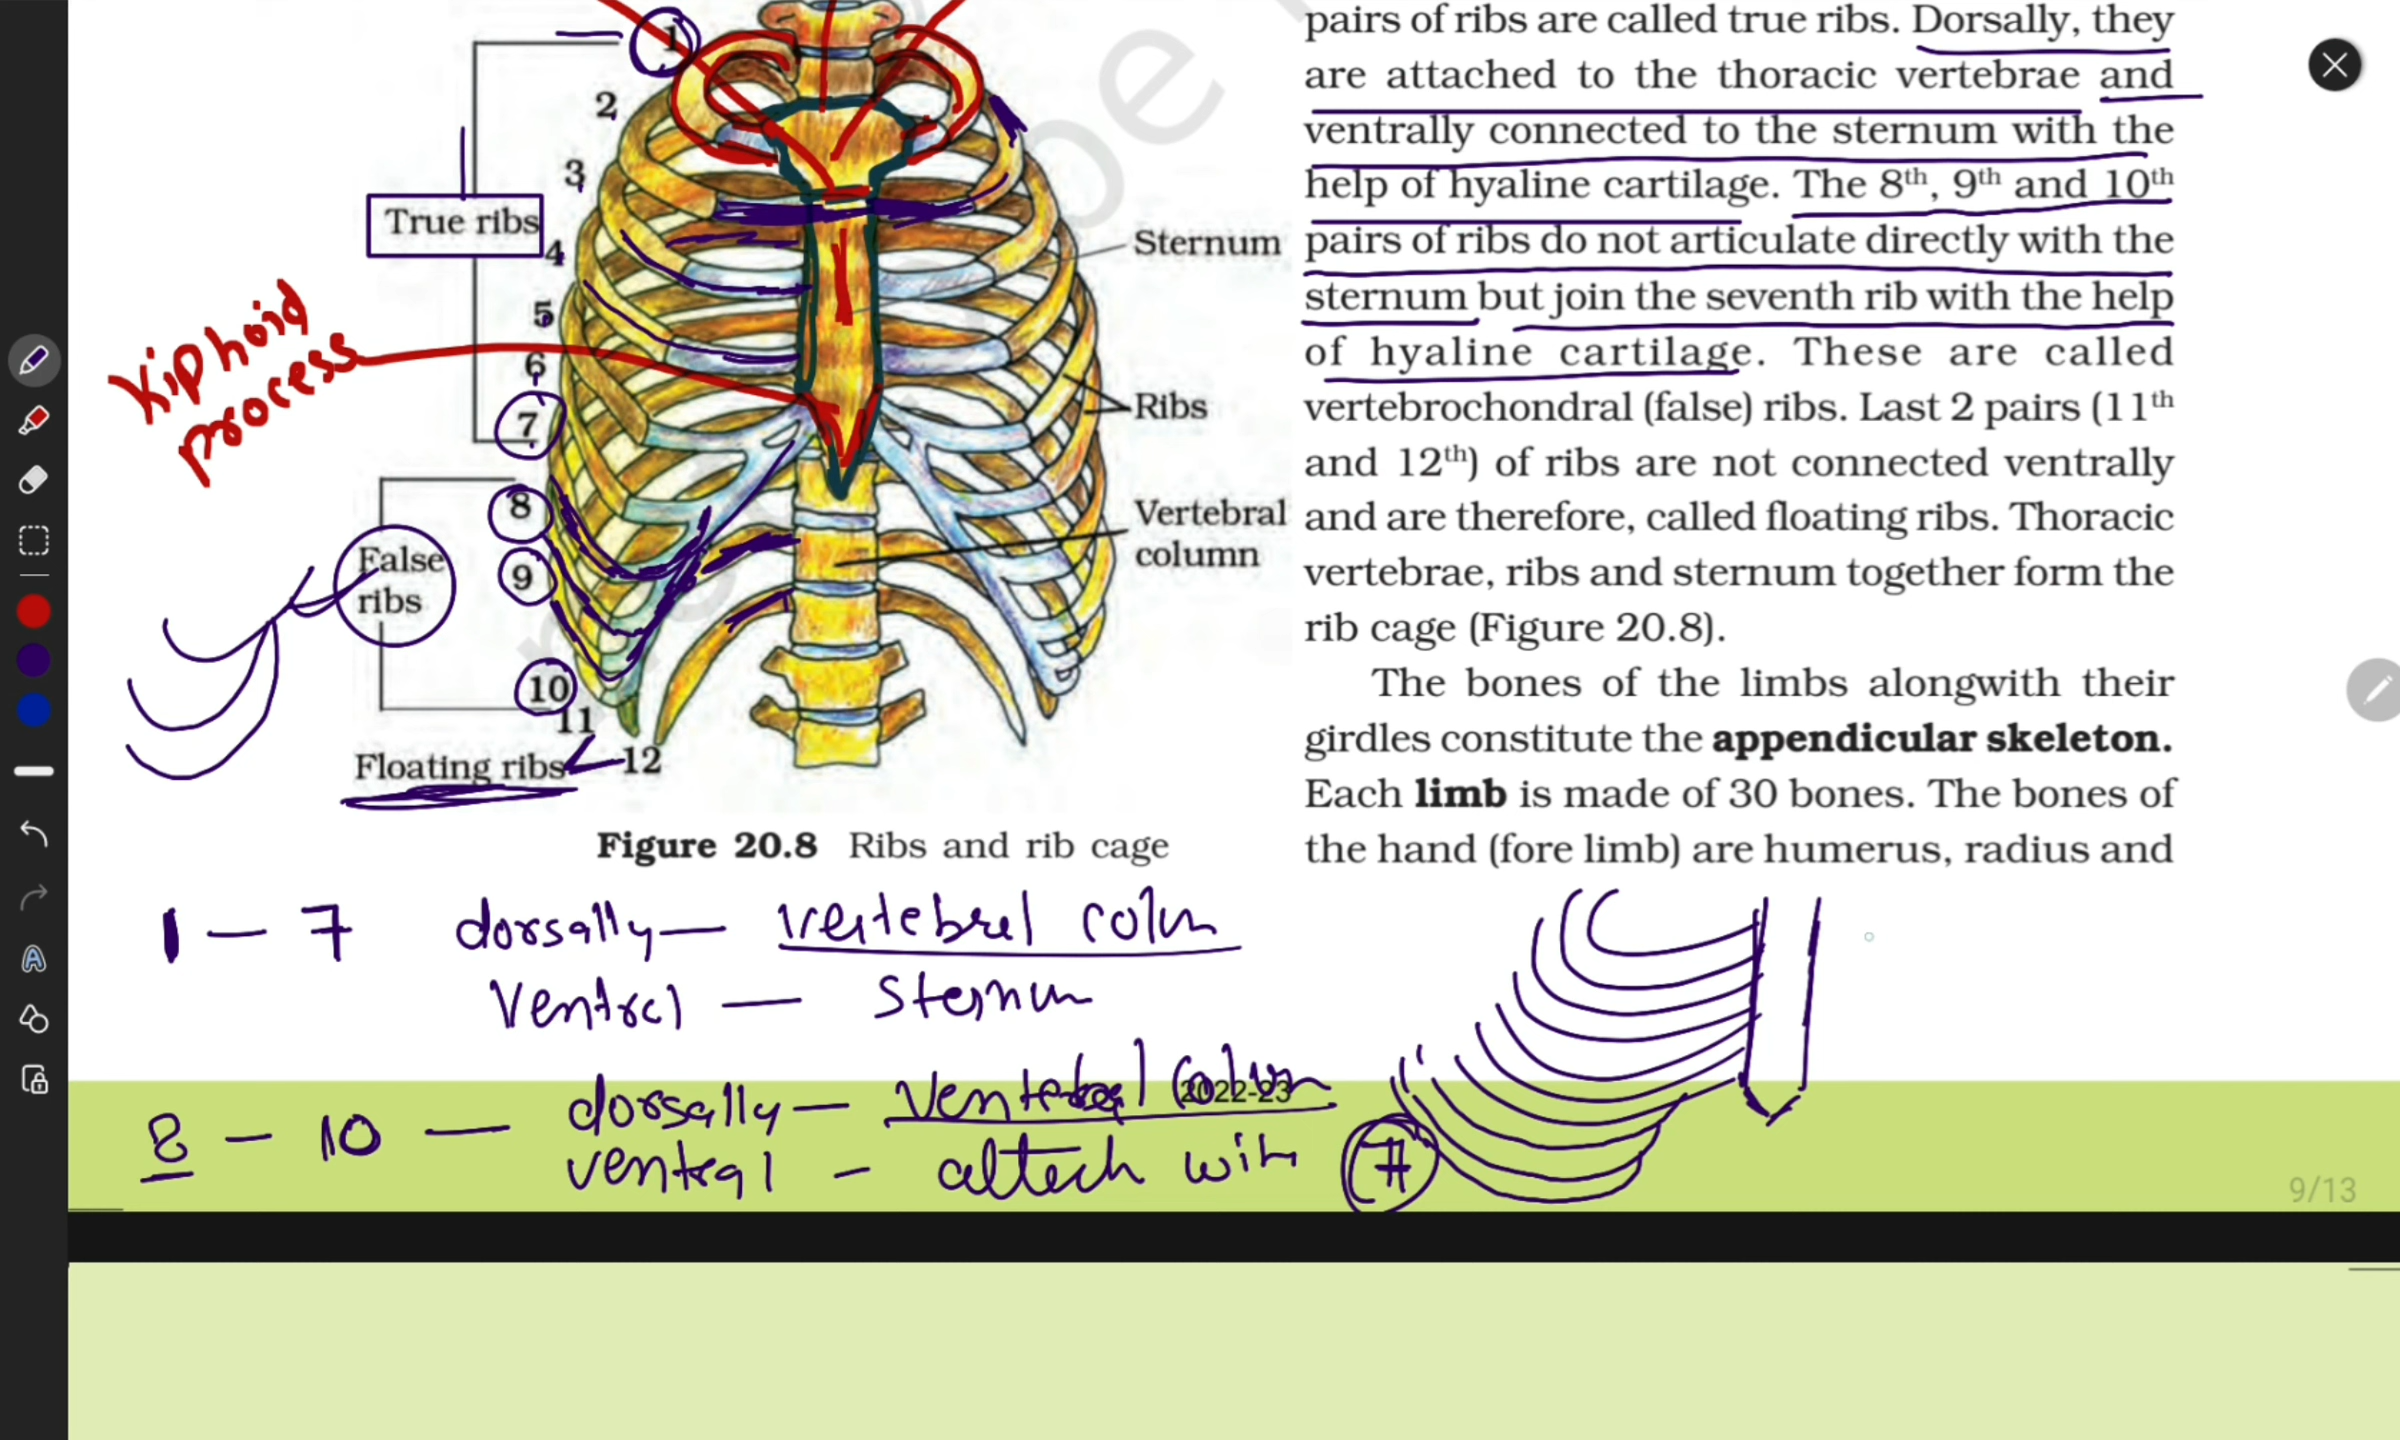 1
2
3
True ribs
4
5
6
7
Xiphoid
process
8
False
ribs
9
10
11
Floating ribs
12
Sternum
Ribs
Vertebral
column
Figure 20.8 Ribs and rib cage
pairs of ribs are called true ribs. Dorsally, they
are attached to the thoracic vertebrae and
ventrally connected to the sternum with the
help of hyaline cartilage. The 8th, 9th and 10th
pairs of ribs do not articulate directly with the
sternum but join the seventh rib with the help
of hyaline cartilage. These are called
vertebrochondral (false) ribs. Last 2 pairs (11th
and 12th) of ribs are not connected ventrally
and are therefore, called floating ribs. Thoracic
vertebrae, ribs and sternum together form the
rib cage (Figure 20.8).
The bones of the limbs alongwith their
girdles constitute the appendicular skeleton.
Each limb is made of 30 bones. The bones of
the hand (fore limb) are humerus, radius and
1 – 7 dorsally –
ventral –
8 – 10 – dorsally –
ventral –
7
2022-23
9/13